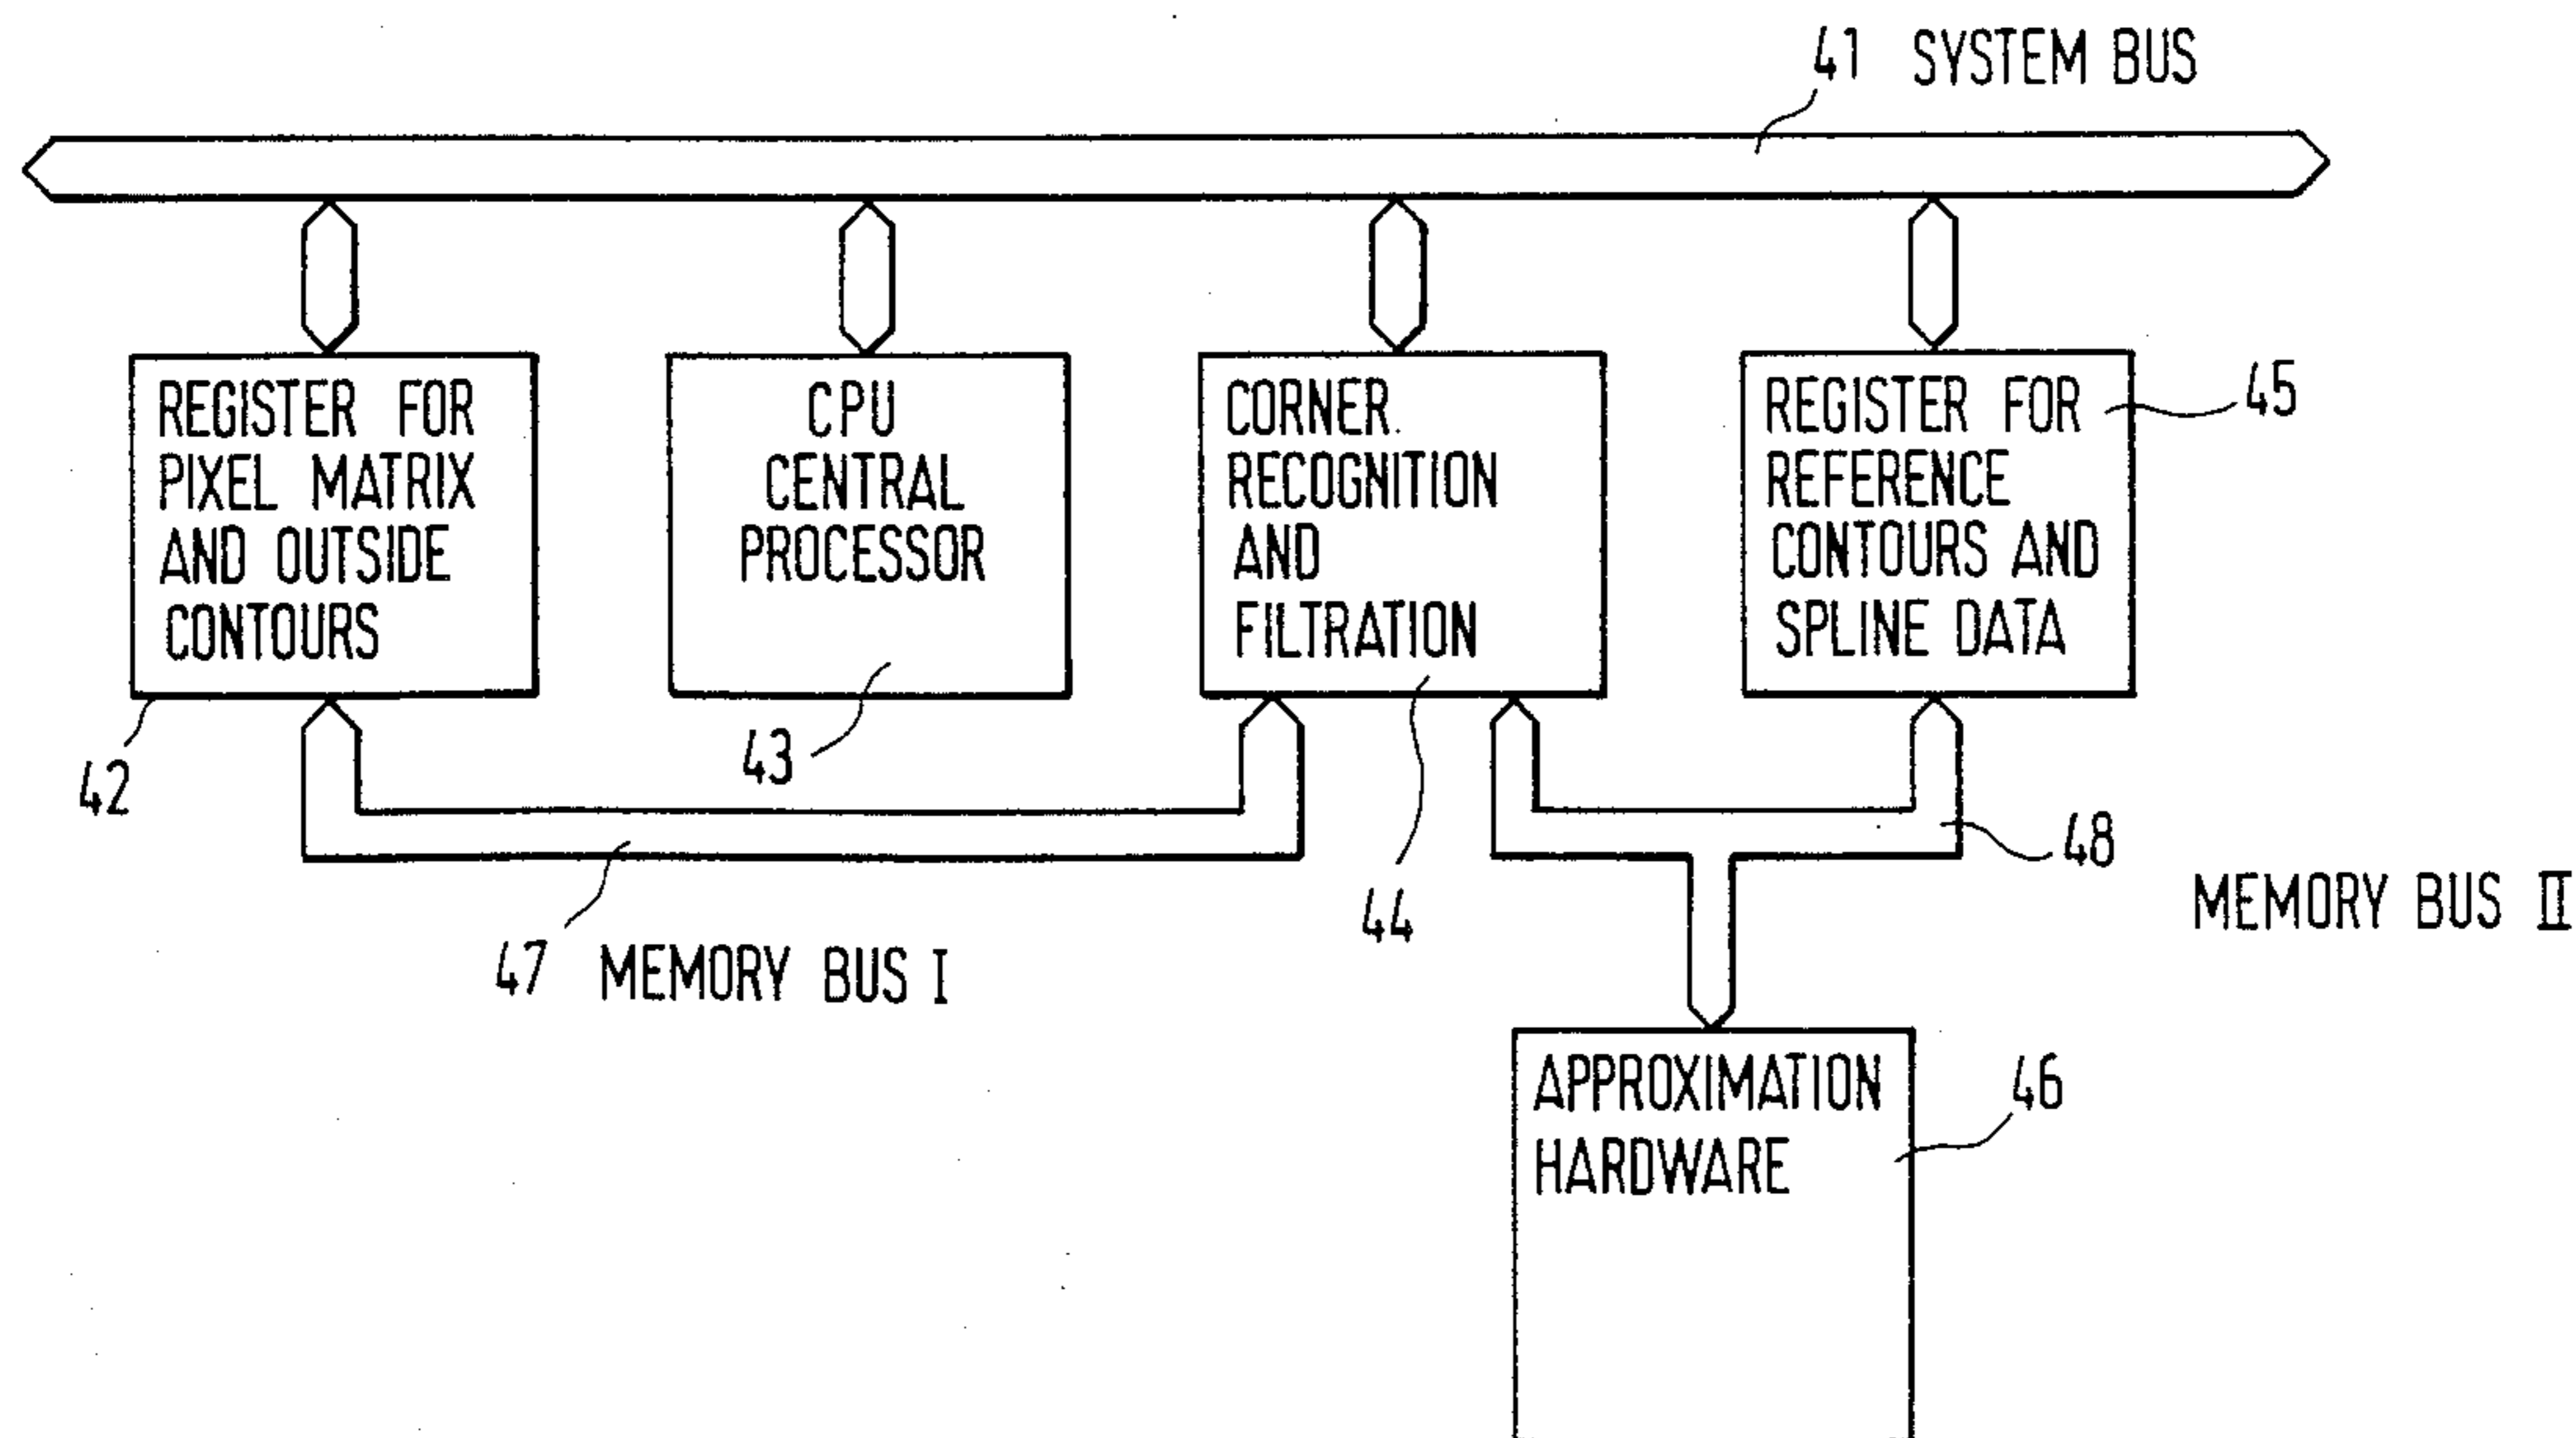 41 SYSTEM BUS
REGISTER FOR
PIXEL MATRIX
AND OUTSIDE
CONTOURS
42
CPU
CENTRAL
PROCESSOR
43
CORNER
RECOGNITION
AND
FILTRATION
44
REGISTER FOR
REFERENCE
CONTOURS AND
SPLINE DATA
45
47 MEMORY BUS I
48
MEMORY BUS II
APPROXIMATION
HARDWARE
46